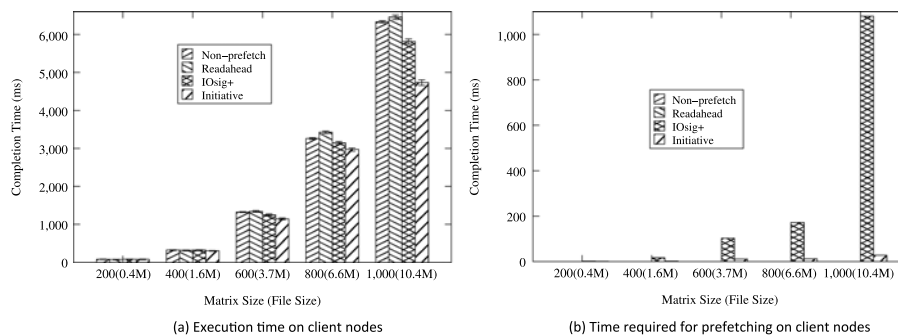 6,000
5,000
4,000
3,000
2,000
1,000
0
Completion Time (ms)
Non−prefetch
Readahead
IOsig+
Initiative
200(0.4M) 400(1.6M) 600(3.7M) 800(6.6M) 1,000(10.4M)
Matrix Size (File Size)
(a) Execution time on client nodes
1,000
800
600
400
200
0
Completion Time (ms)
Non−prefetch
Readahead
IOsig+
Initiative
200(0.4M) 400(1.6M) 600(3.7M) 800(6.6M) 1,000(10.4M)
Matrix Size (File Size)
(b) Time required for prefetching on client nodes